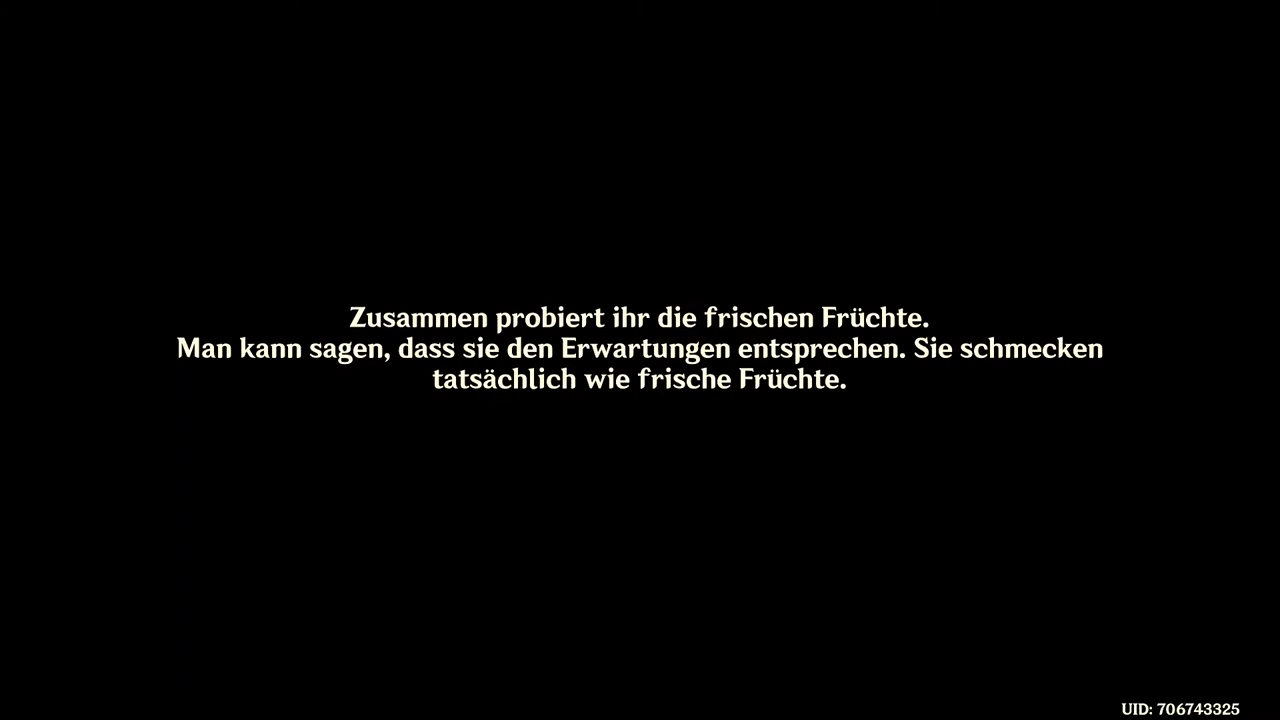 Zusammen probiert ihr die frischen Früchte.
Man kann sagen, dass sie den Erwartungen entsprechen. Sie schmecken
tatsächlich wie frische Früchte.
UID: 706743325